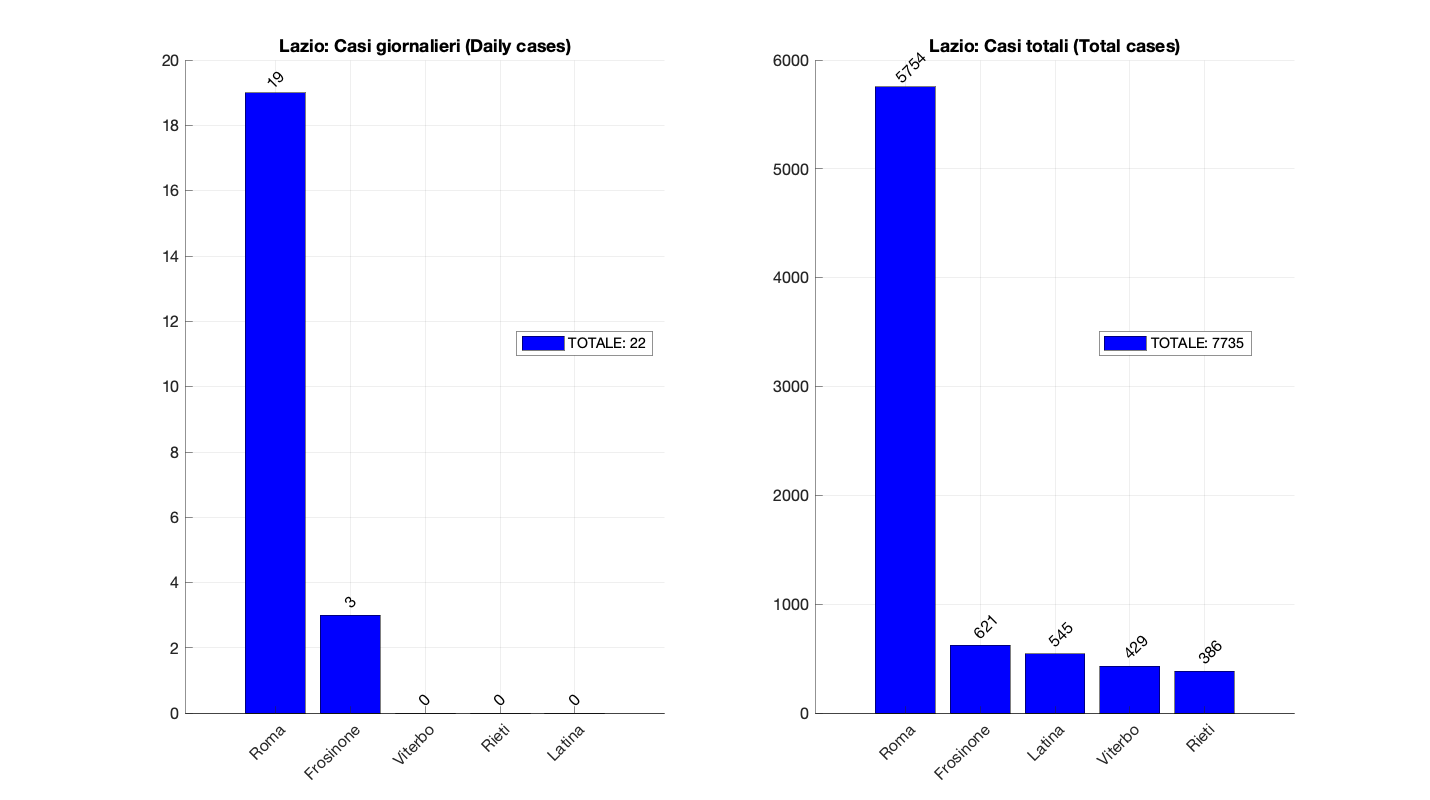 Lazio: Casi giornalieri (Daily cases)
20
18
16
14
12
10
8
6
4
2
0
19
3
0
0
0
TOTALE: 22
Roma
Frosinone
Viterbo
Rieti
Latina
Lazio: Casi totali (Total cases)
6000
5000
4000
3000
2000
1000
0
5754
621
545
429
386
TOTALE: 7735
Roma
Frosinone
Latina
Viterbo
Rieti